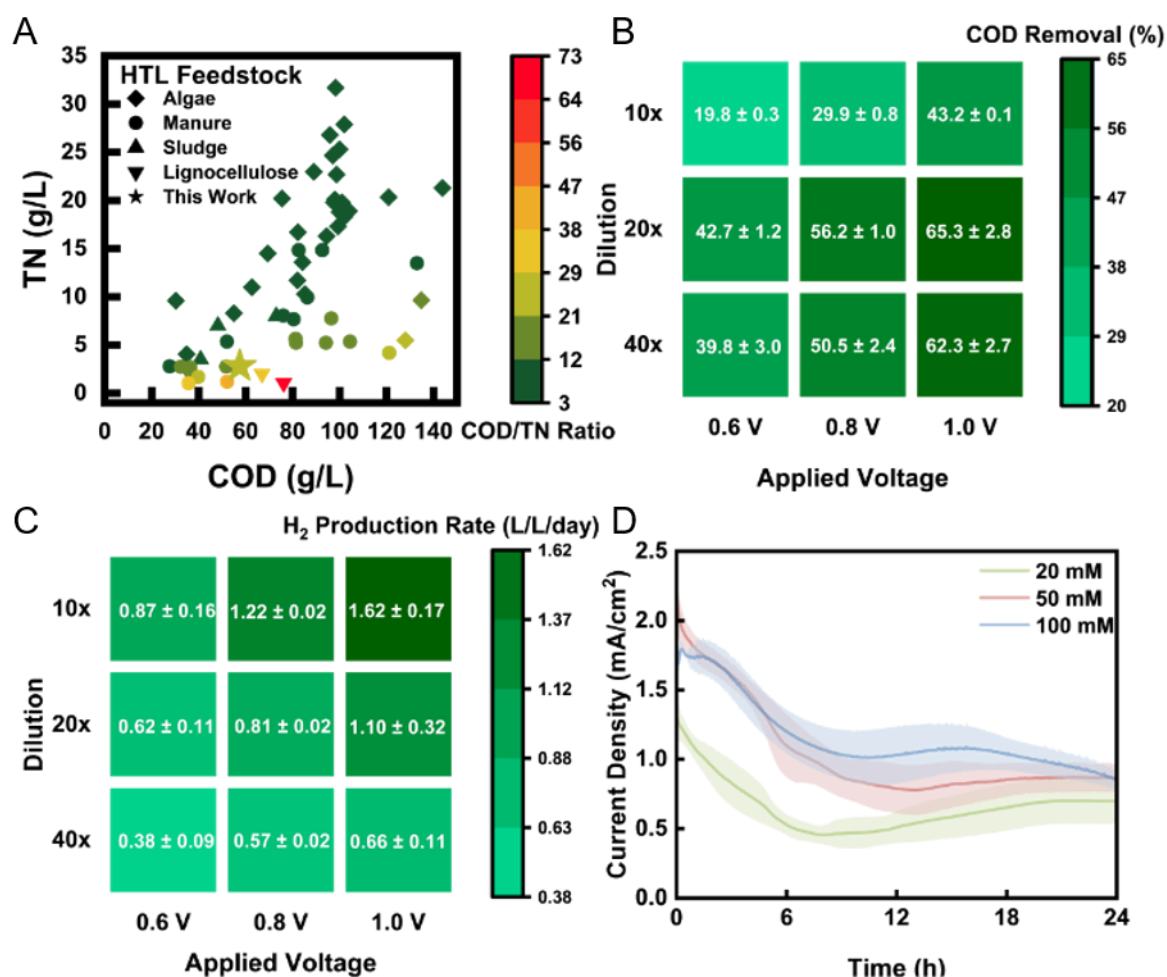 A
35
30
25
20
15
10
5
0
TN (g/L)
HTL Feedstock
Algae
Manure
Sludge
Lignocellulose
This Work
0 20 40 60 80 100 120 140
COD (g/L)
73
64
56
47
38
29
21
12
3
COD/TN Ratio
B
COD Removal (%)
Dilution
10x
19.8 ± 0.3 29.9 ± 0.8 43.2 ± 0.1
20x
42.7 ± 1.2 56.2 ± 1.0 65.3 ± 2.8
40x
39.8 ± 3.0 50.5 ± 2.4 62.3 ± 2.7
0.6 V 0.8 V 1.0 V
Applied Voltage
65
56
47
38
29
20
C
H₂ Production Rate (L/L/day)
Dilution
10x
0.87 ± 0.16 1.22 ± 0.02 1.62 ± 0.17
20x
0.62 ± 0.11 0.81 ± 0.02 1.10 ± 0.32
40x
0.38 ± 0.09 0.57 ± 0.02 0.66 ± 0.11
0.6 V 0.8 V 1.0 V
Applied Voltage
1.62
1.37
1.12
0.88
0.63
0.38
D
2.5
2.0
1.5
1.0
0.5
0.0
Current Density (mA/cm²)
20 mM
50 mM
100 mM
0 6 12 18 24
Time (h)